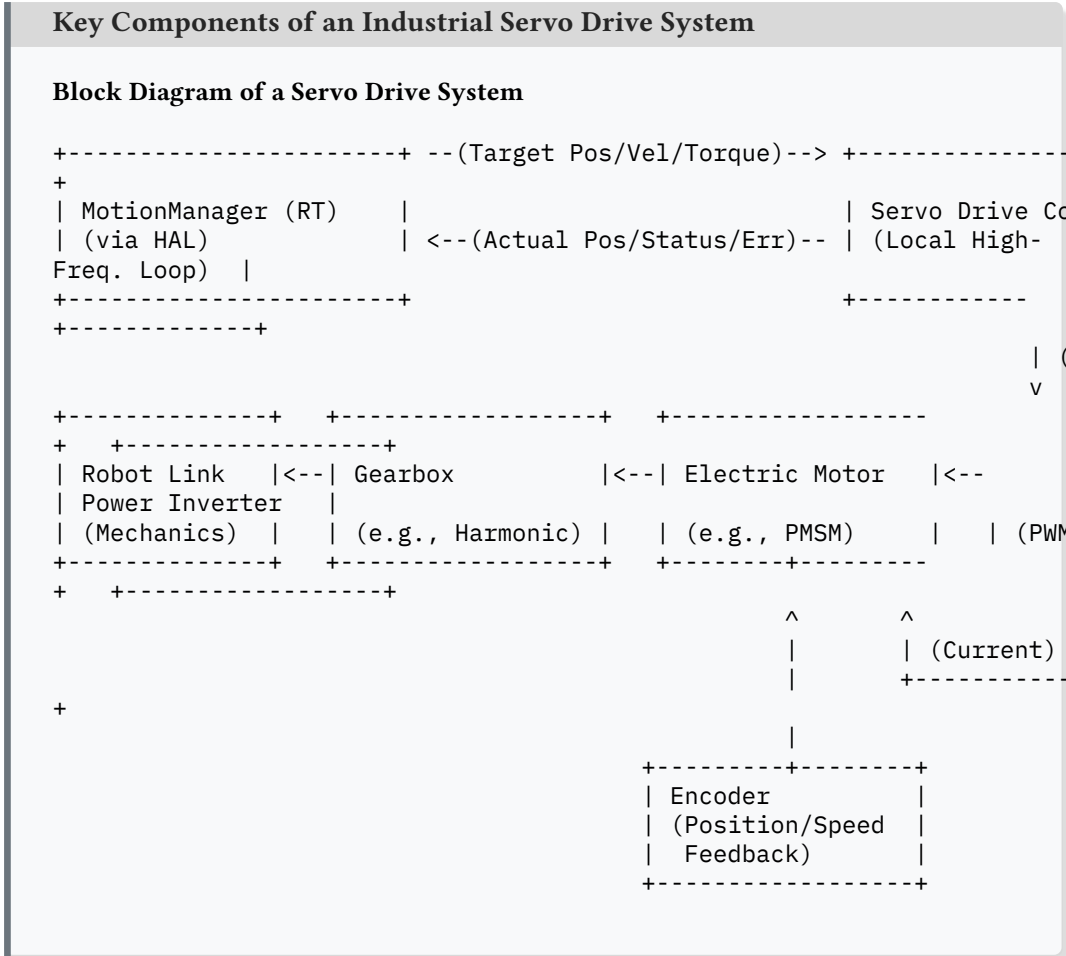 Key Components of an Industrial Servo Drive System
Block Diagram of a Servo Drive System
+-----------------------+ --(Target Pos/Vel/Torque)--> +---------------
+
| MotionManager (RT)    |                              | Servo Drive Co
| (via HAL)             | <--(Actual Pos/Status/Err)-- | (Local High-
Freq. Loop)  |
+-----------------------+                              +------------
+-------------+
                                                                    | (
                                                                    v
+--------------+   +------------------+   +------------------
+   +------------------+
| Robot Link   |<--| Gearbox          |<--| Electric Motor   |<--
| Power Inverter    |
| (Mechanics)  |   | (e.g., Harmonic) |   | (e.g., PMSM)     |   | (PWM
+--------------+   +------------------+   +--------+---------
+   +------------------+
                                                   ^       ^
                                                   |       | (Current)
                                                   |       +-----------
+
                                                   |
                                         +---------+--------+
                                         | Encoder          |
                                         | (Position/Speed  |
                                         |  Feedback)       |
                                         +------------------+